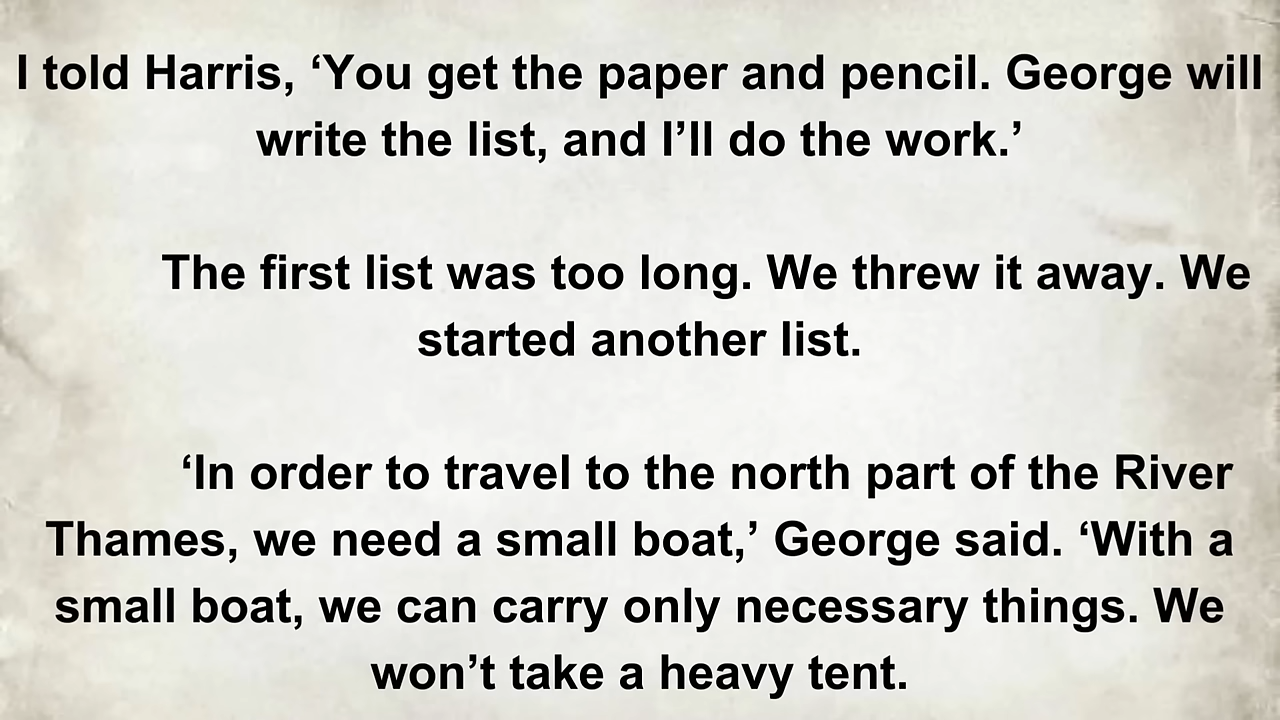 I told Harris, ‘You get the paper and pencil. George will
write the list, and I’ll do the work.’
The first list was too long. We threw it away. We
started another list.
‘In order to travel to the north part of the River
Thames, we need a small boat,’ George said. ‘With a
small boat, we can carry only necessary things. We
won’t take a heavy tent.